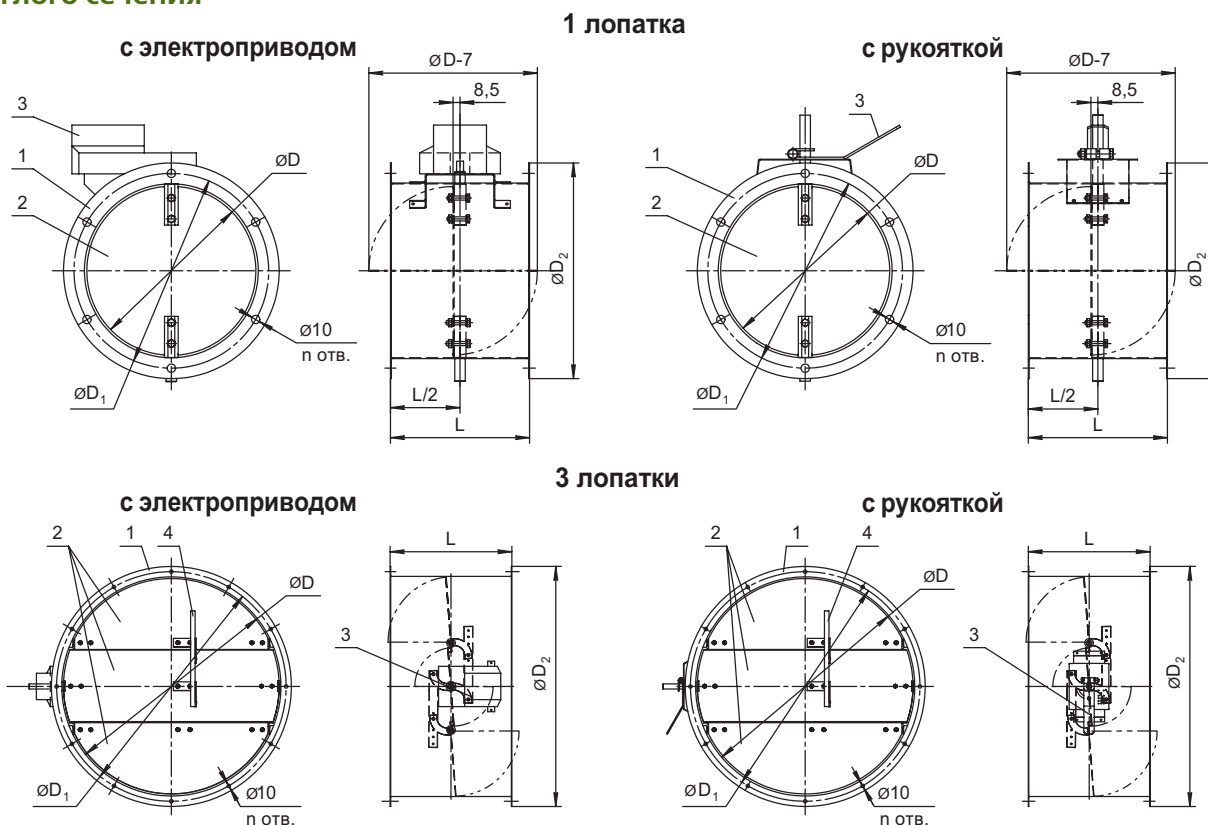 глого сечения
1 лопатка
с электроприводом
с рукояткой
ØD-7
8,5
3
1
2
ØD
ØD₂
Ø10
n отв.
ØD₁
L/2
L
ØD-7
8,5
3
1
2
ØD
ØD₂
Ø10
n отв.
ØD₁
L/2
L
3 лопатки
с электроприводом
с рукояткой
2
1
4
L
ØD
3
ØD₂
ØD₁
Ø10
n отв.
2
1
4
L
ØD
3
ØD₂
ØD₁
Ø10
n отв.